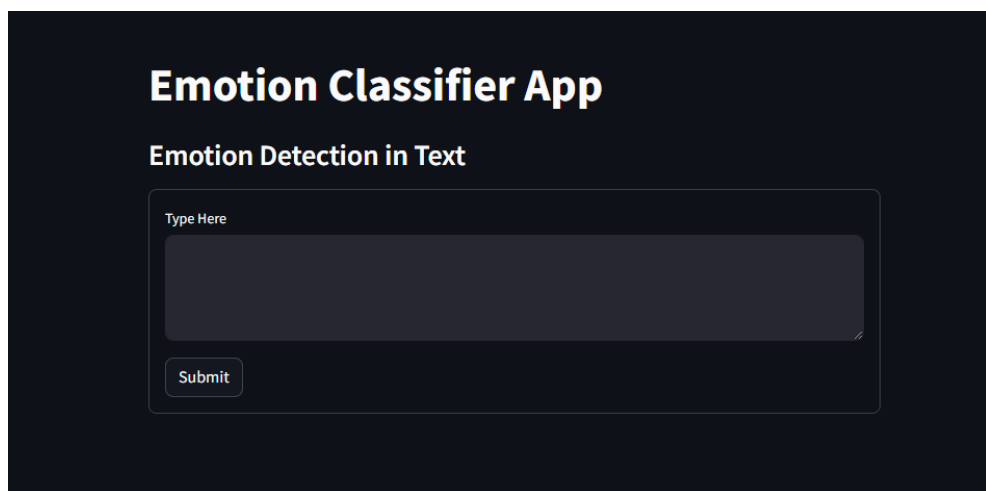 Emotion Classifier App
Emotion Detection in Text
Type Here
Submit